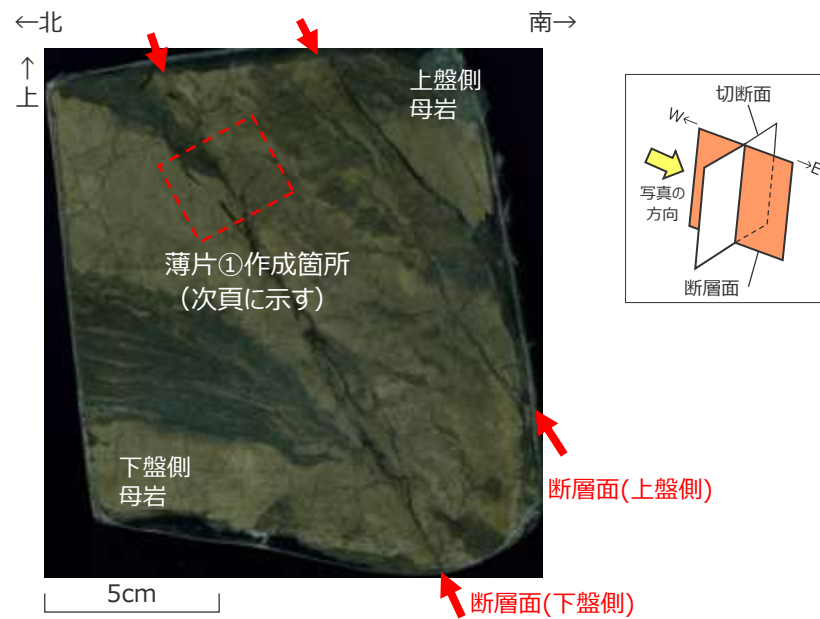 ←北
南→
↑
上
上盤側
母岩
薄片①作成箇所
（次頁に示す）
下盤側
母岩
断層面(上盤側)
断層面(下盤側)
5cm
切断面
W←
→E
写真の
方向
断層面